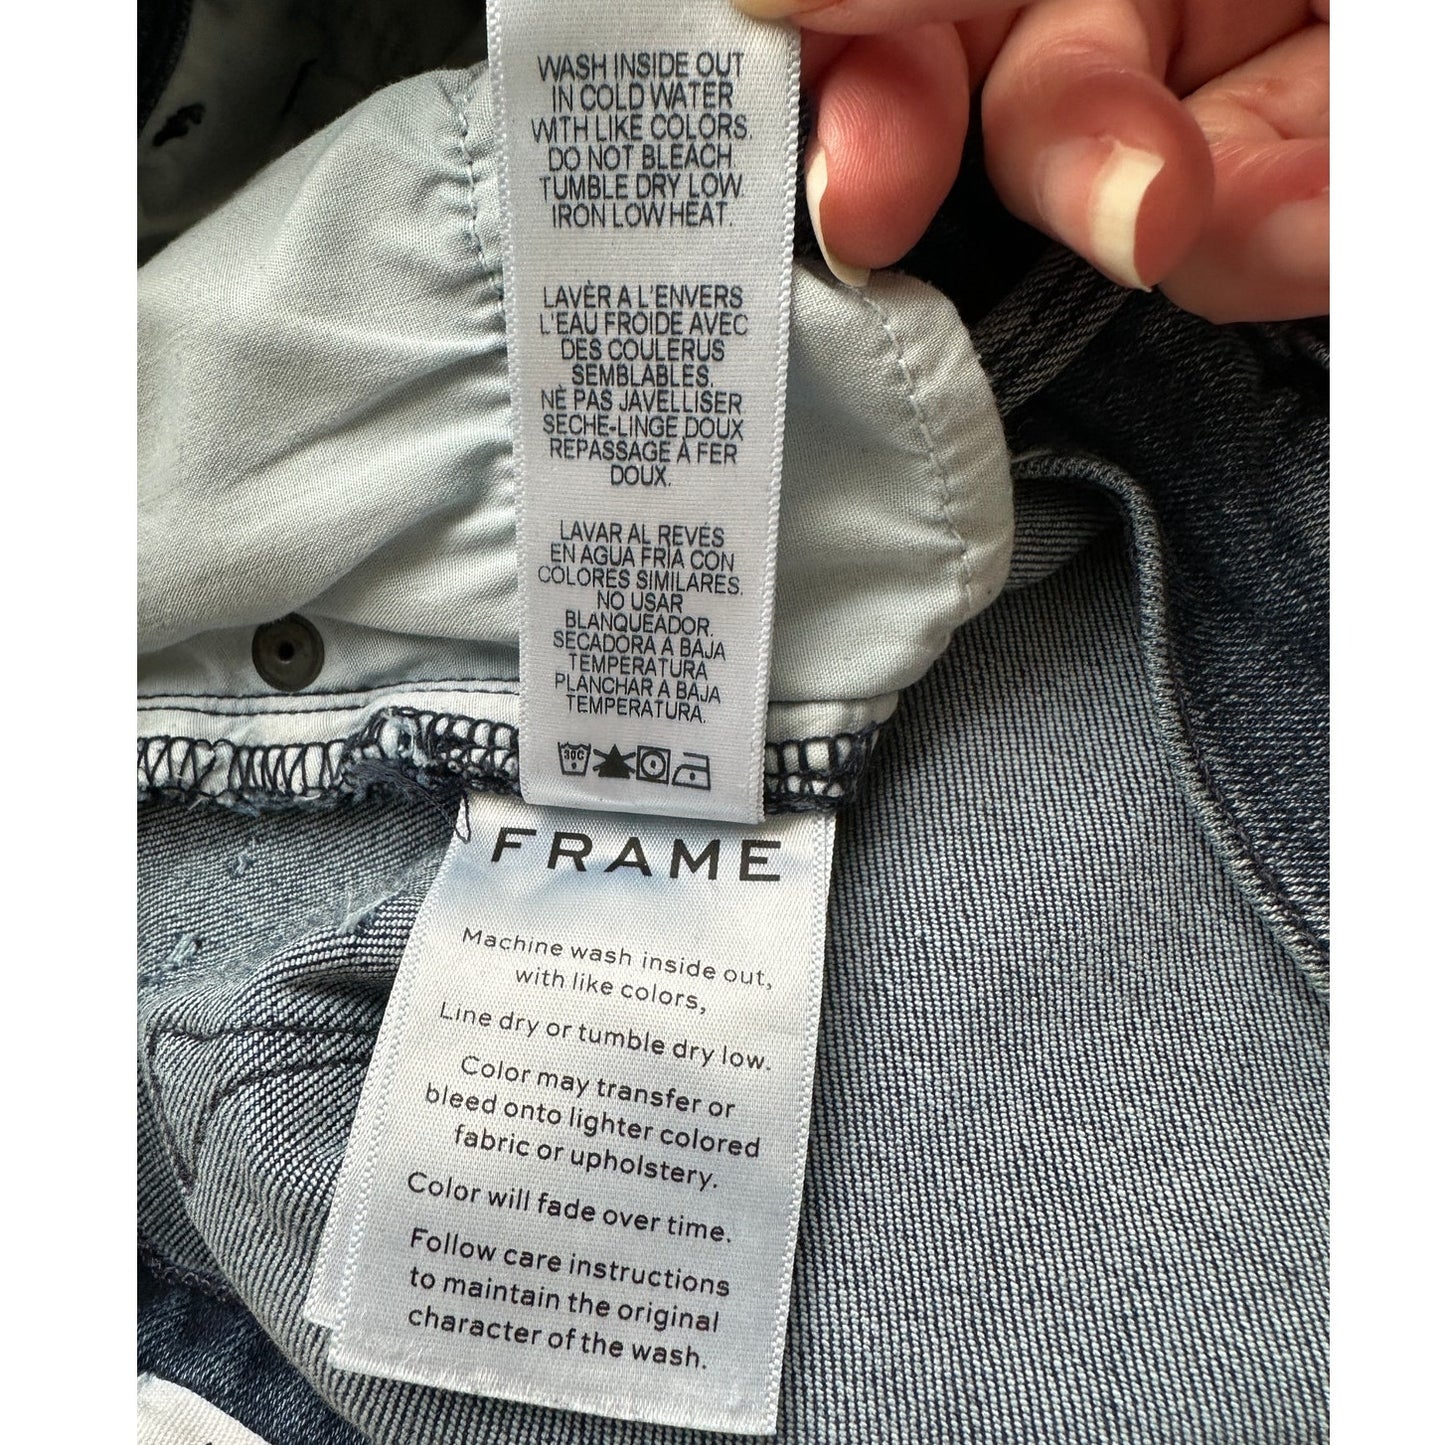 WASH INSIDE OUT
IN COLD WATER
WITH LIKE COLORS.
DO NOT BLEACH
TUMBLE DRY LOW.
IRON LOW HEAT.
LAVÈR A L'ENVERS
L'EAU FROIDE AVEC
DES COULERUS
SEMBLABLES.
NÈ PAS JAVELLISER
SECHE-LINGE DOUX
REPASSAGE À FER
DOUX.
LAVAR AL REVÉS
EN AGUA FRIA CON
COLORES SIMILARES.
NO USAR
BLANQUEADOR.
SECADORA A BAJA
TEMPERATURA
PLANCHAR A BAJA
TEMPERATURA.
30C
FRAME
Machine wash inside out,
with like colors,
Line dry or tumble dry low.
Color may transfer or
bleed onto lighter colored
fabric or upholstery.
Color will fade over time.
Follow care instructions
to maintain the original
character of the wash.